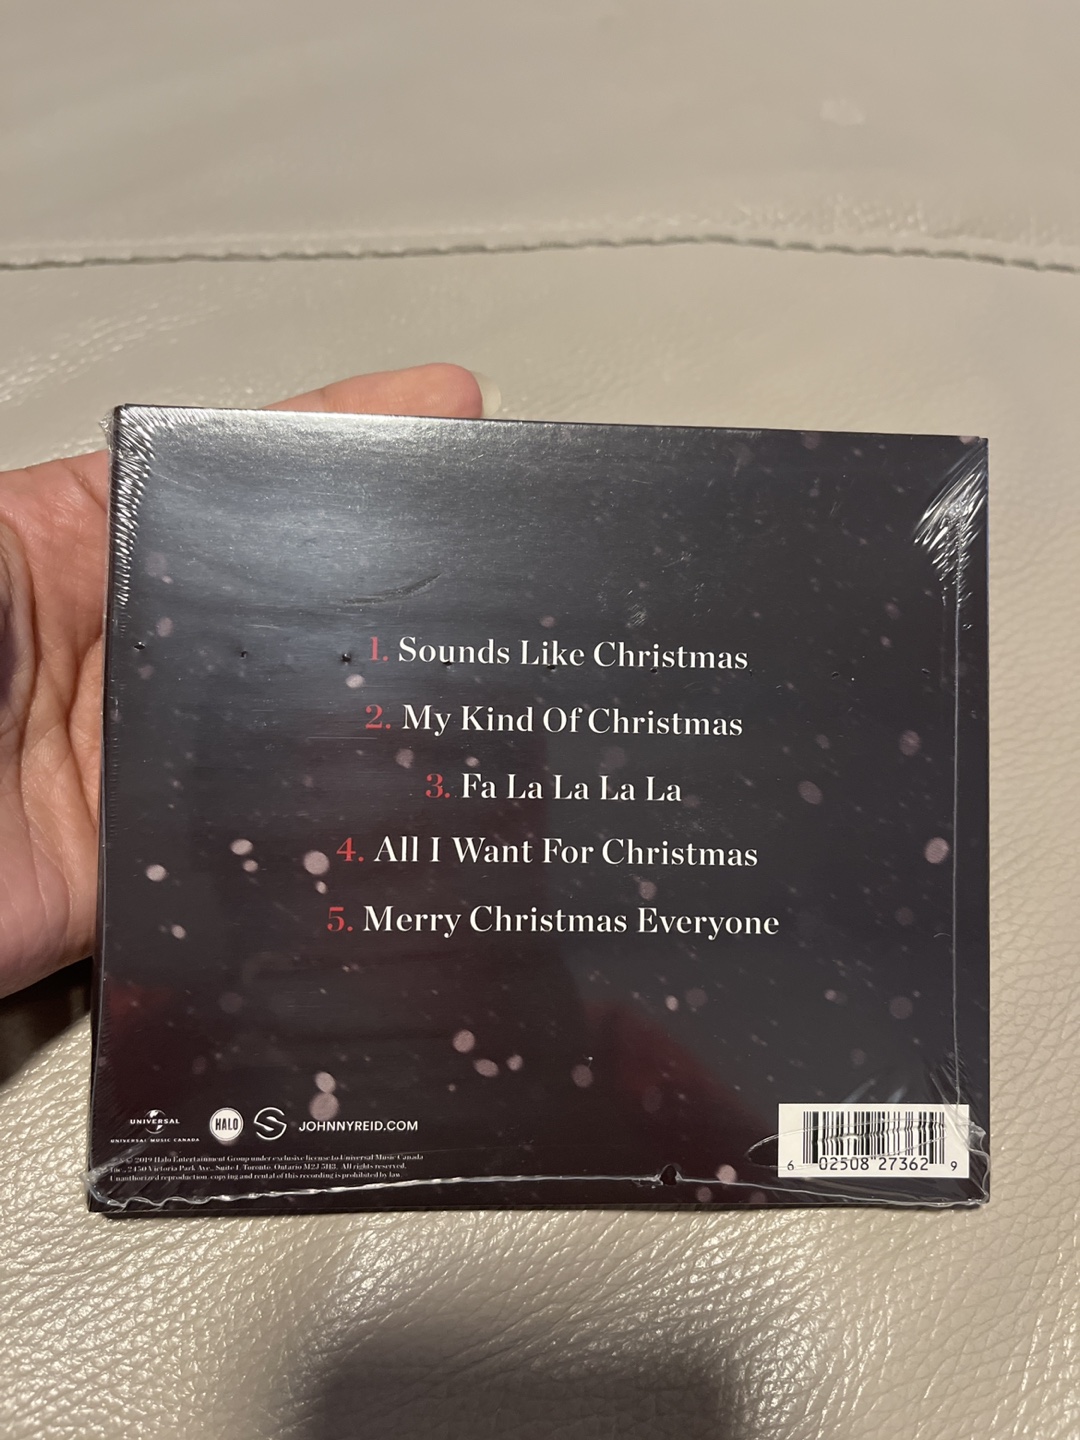 1. Sounds Like Christmas
2. My Kind Of Christmas
3. Fa La La La La
4. All I Want For Christmas
5. Merry Christmas Everyone
UNIVERSAL
UNIVERSAL MUSIC CANADA
HALO
JOHNNYREID.COM
© 2019 Halo Entertainment Group under exclusive license to Universal Music Canada
Inc., 2450 Victoria Park Ave., Suite 1, Toronto, Ontario M2J 5H3. All rights reserved.
Unauthorized reproduction, copying and rental of this recording is prohibited by law.
6 02508 27362 9